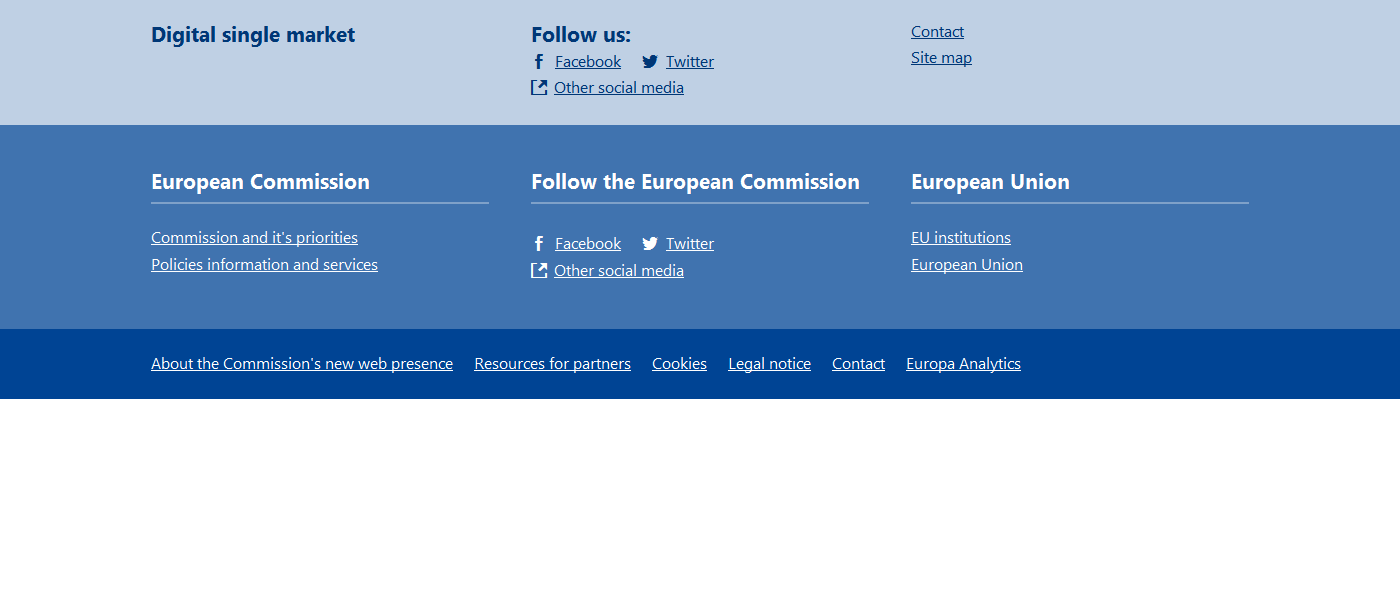 Digital single market
Follow us:
Facebook Twitter
Other social media
Contact
Site map
European Commission
Commission and it's priorities
Policies information and services
Follow the European Commission
Facebook Twitter
Other social media
European Union
EU institutions
European Union
About the Commission's new web presence Resources for partners Cookies Legal notice Contact Europa Analytics